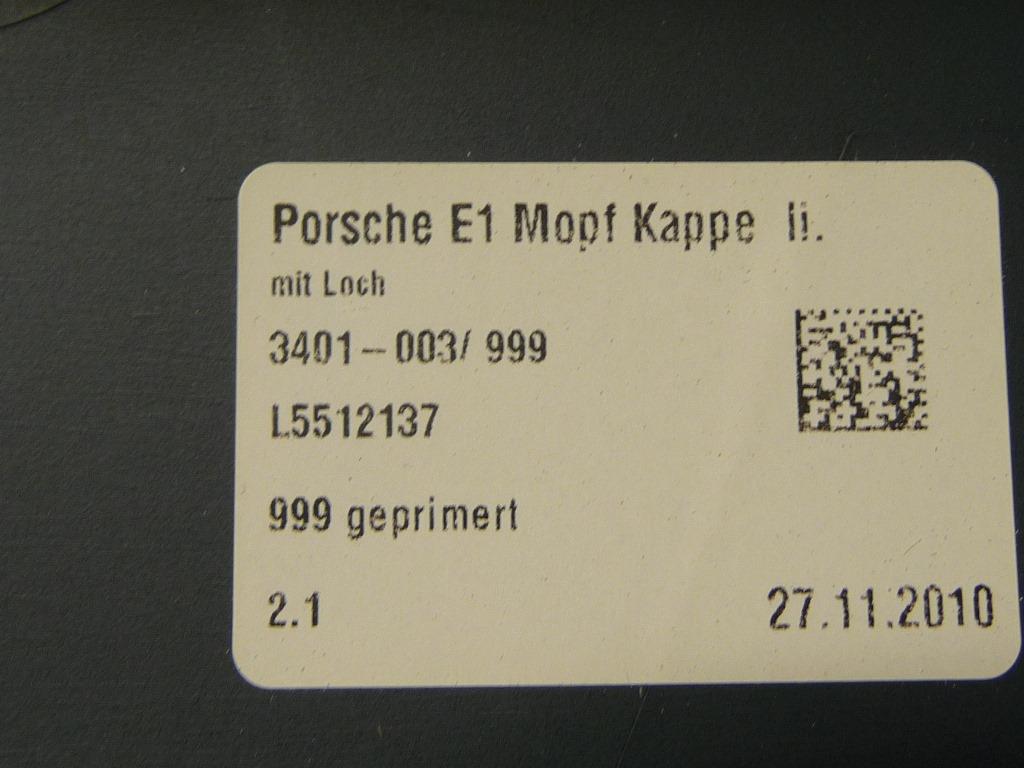 Porsche E1 Mopf Kappe li.
mit Loch
3401-003/ 999
L5512137
999 geprimert
2.1
27.11.2010